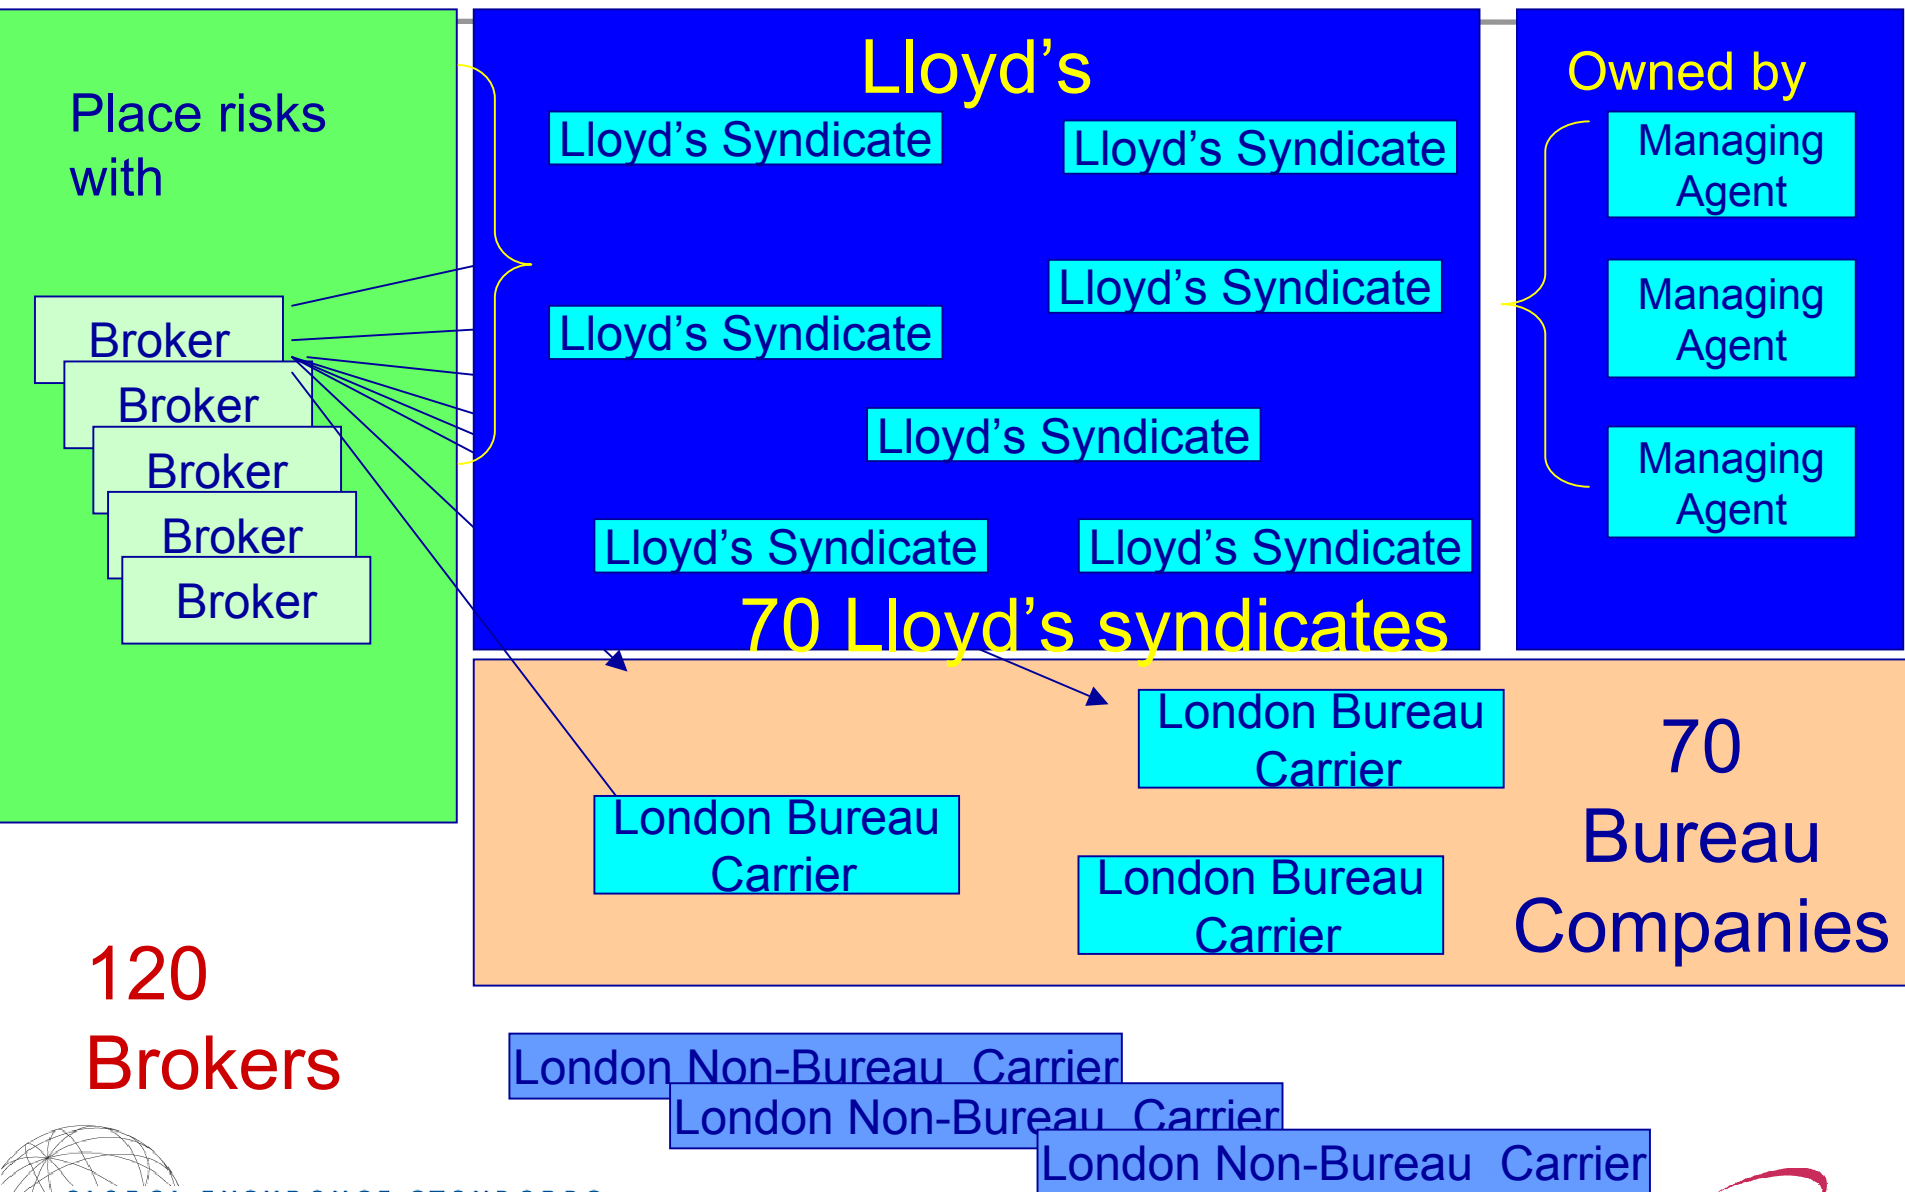 Place risks
with
Broker
Broker
Broker
Broker
Broker
120
Brokers
Lloyd's
Lloyd's Syndicate
Lloyd's Syndicate
Lloyd's Syndicate
Lloyd's Syndicate
Lloyd's Syndicate
Lloyd's Syndicate
Lloyd's Syndicate
70 Lloyd's syndicates
Owned by
Managing
Agent
Managing
Agent
Managing
Agent
London Bureau
Carrier
London Bureau
Carrier
London Bureau
Carrier
70
Bureau
Companies
London Non-Bureau  Carrier
London Non-Bureau  Carrier
London Non-Bureau  Carrier